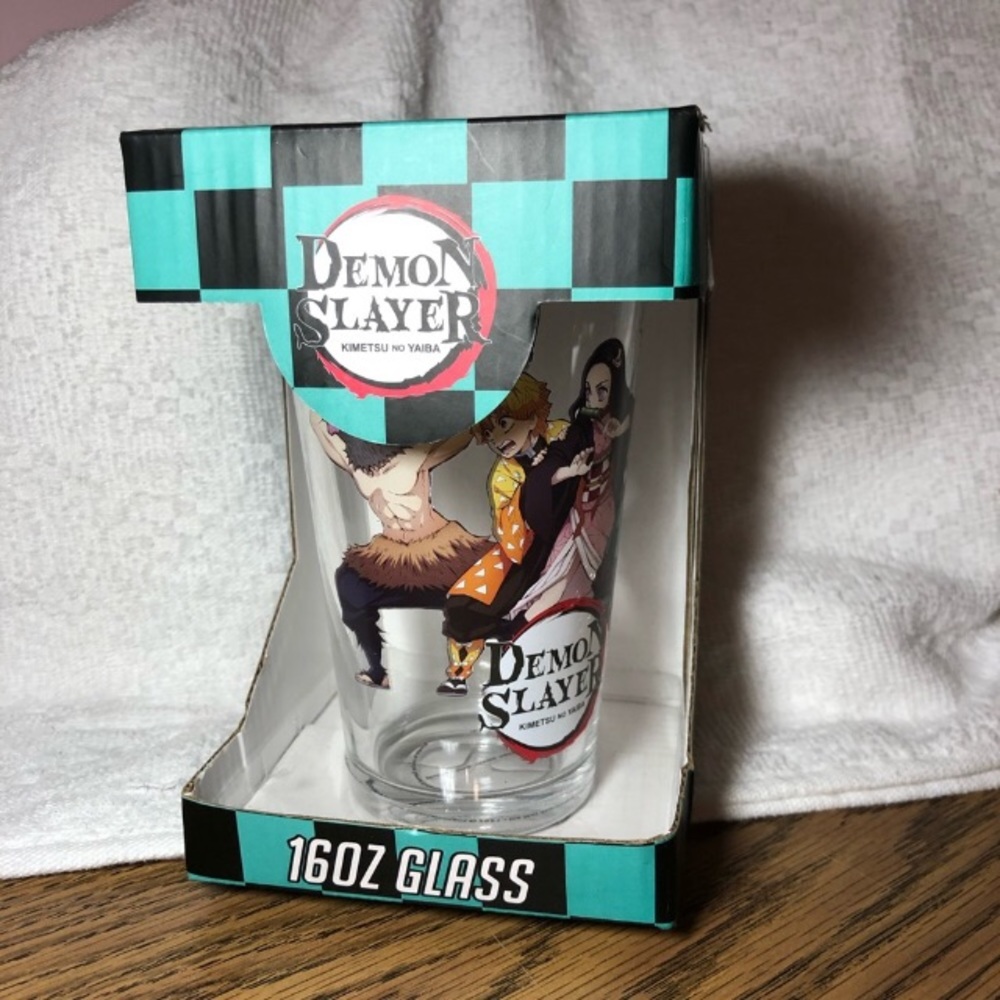 DEMON
SLAYER
KIMETSU NO YAIBA
DEMON
SLAYER
KIMETSU NO YAIBA
16OZ GLASS